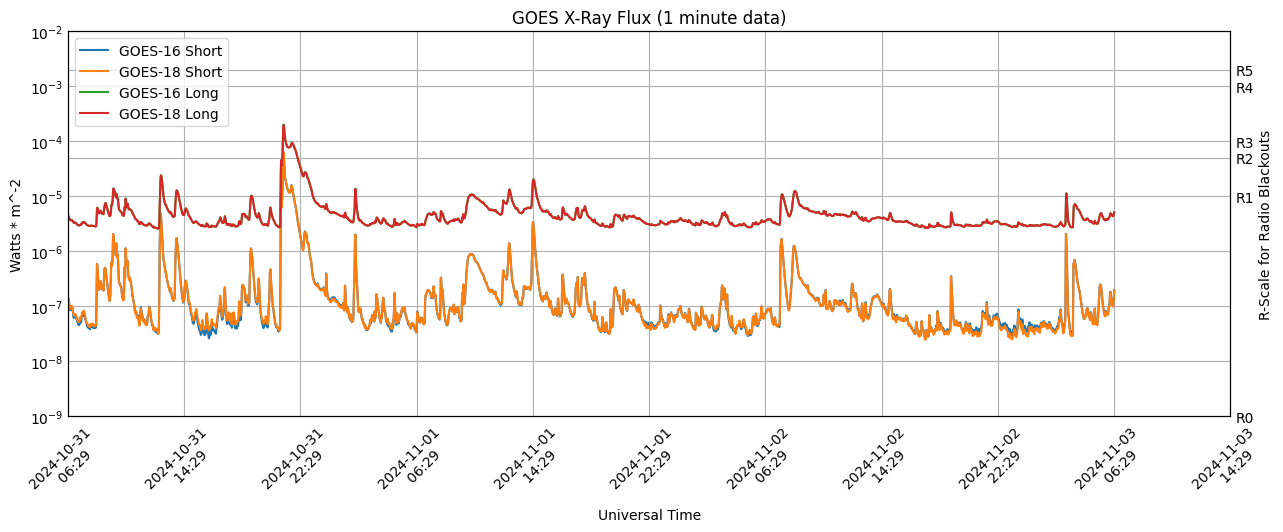 GOES X-Ray Flux (1 minute data)
GOES-16 Short
GOES-18 Short
GOES-16 Long
GOES-18 Long
10^-2
10^-3
10^-4
10^-5
10^-6
10^-7
10^-8
10^-9
Watts * m^-2
R5
R4
R3
R2
R1
R0
R-Scale for Radio Blackouts
2024-10-31
06:29
2024-10-31
14:29
2024-10-31
22:29
2024-11-01
06:29
2024-11-01
14:29
2024-11-01
22:29
2024-11-02
06:29
2024-11-02
14:29
2024-11-02
22:29
2024-11-03
06:29
2024-11-03
14:29
Universal Time